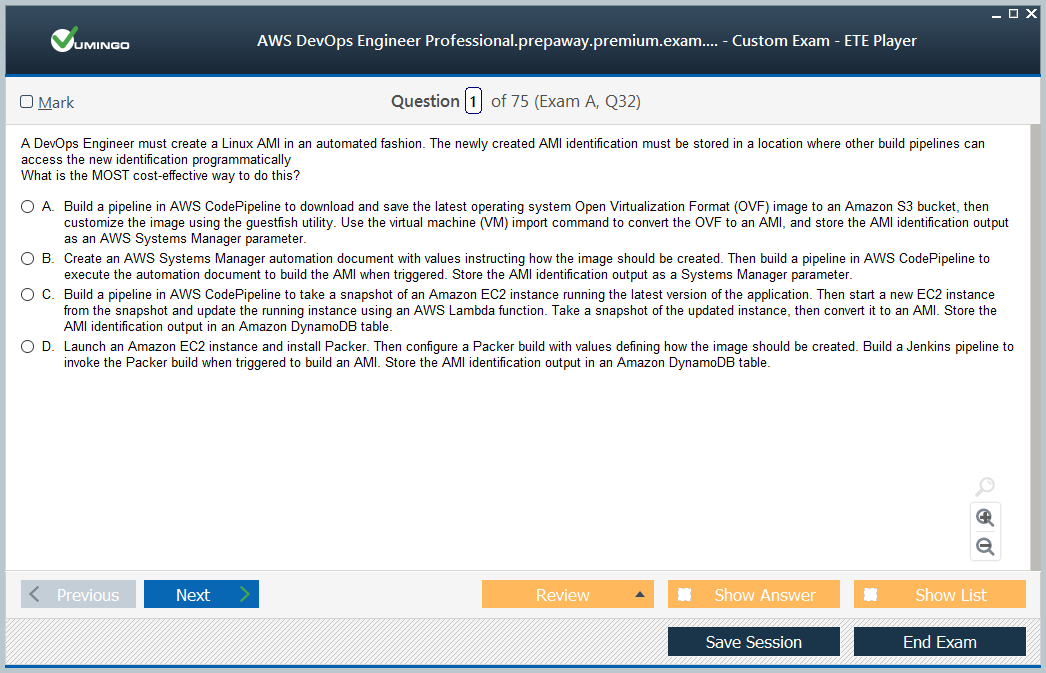 VUMINGO
AWS DevOps Engineer Professional.prepaway.premium.exam.... - Custom Exam - ETE Player
Mark
Question 1 of 75 (Exam A, Q32)
A DevOps Engineer must create a Linux AMI in an automated fashion. The newly created AMI identification must be stored in a location where other build pipelines can
access the new identification programmatically
What is the MOST cost-effective way to do this?
A. Build a pipeline in AWS CodePipeline to download and save the latest operating system Open Virtualization Format (OVF) image to an Amazon S3 bucket, then
customize the image using the guestfish utility. Use the virtual machine (VM) import command to convert the OVF to an AMI, and store the AMI identification output
as an AWS Systems Manager parameter.
B. Create an AWS Systems Manager automation document with values instructing how the image should be created. Then build a pipeline in AWS CodePipeline to
execute the automation document to build the AMI when triggered. Store the AMI identification output as a Systems Manager parameter.
C. Build a pipeline in AWS CodePipeline to take a snapshot of an Amazon EC2 instance running the latest version of the application. Then start a new EC2 instance
from the snapshot and update the running instance using an AWS Lambda function. Take a snapshot of the updated instance, then convert it to an AMI. Store the
AMI identification output in an Amazon DynamoDB table.
D. Launch an Amazon EC2 instance and install Packer. Then configure a Packer build with values defining how the image should be created. Build a Jenkins pipeline to
invoke the Packer build when triggered to build an AMI. Store the AMI identification output in an Amazon DynamoDB table.
Previous Next Review Show Answer Show List
Save Session End Exam